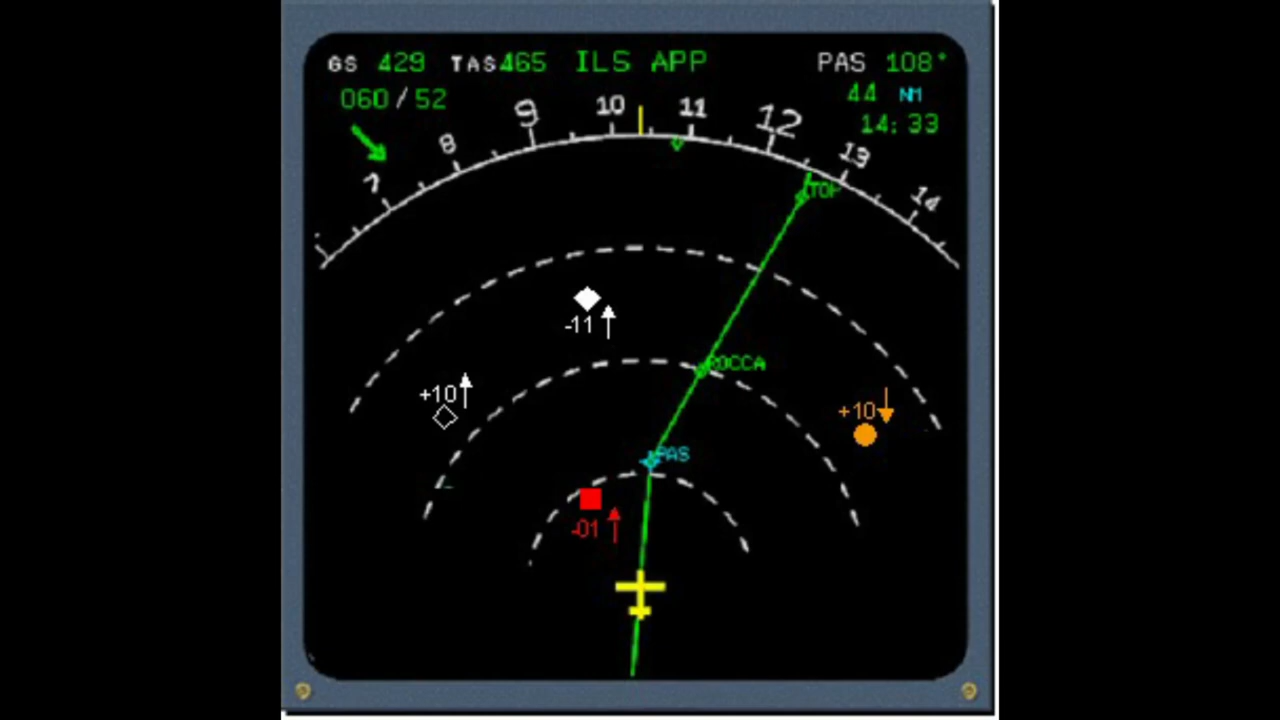 GS 429 TAS465 ILS APP PAS 108°
060/52 44 NM
14:33
7 8 9 10 11 12 13 14
TOP
-11
ROCCA
+10
+10
PAS
-01